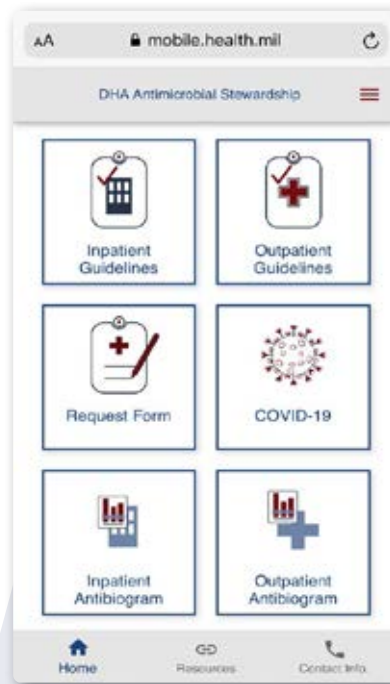 AA mobile.health.mil
DHA Antimicrobial Stewardship
Inpatient
Guidelines
Outpatient
Guidelines
Request Form
COVID-19
Inpatient
Antibiogram
Outpatient
Antibiogram
Home Resources Contact Info.